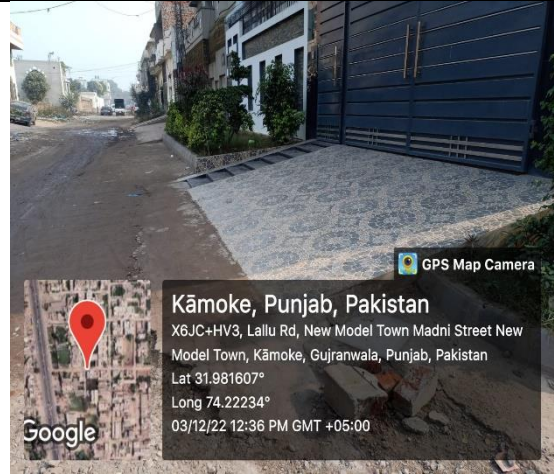 GPS Map Camera
Kāmoke, Punjab, Pakistan
X6JC+HV3, Lallu Rd, New Model Town Madni Street New
Model Town, Kāmoke, Gujranwala, Punjab, Pakistan
Lat 31.981607°
Long 74.22234°
03/12/22 12:36 PM GMT +05:00
Google